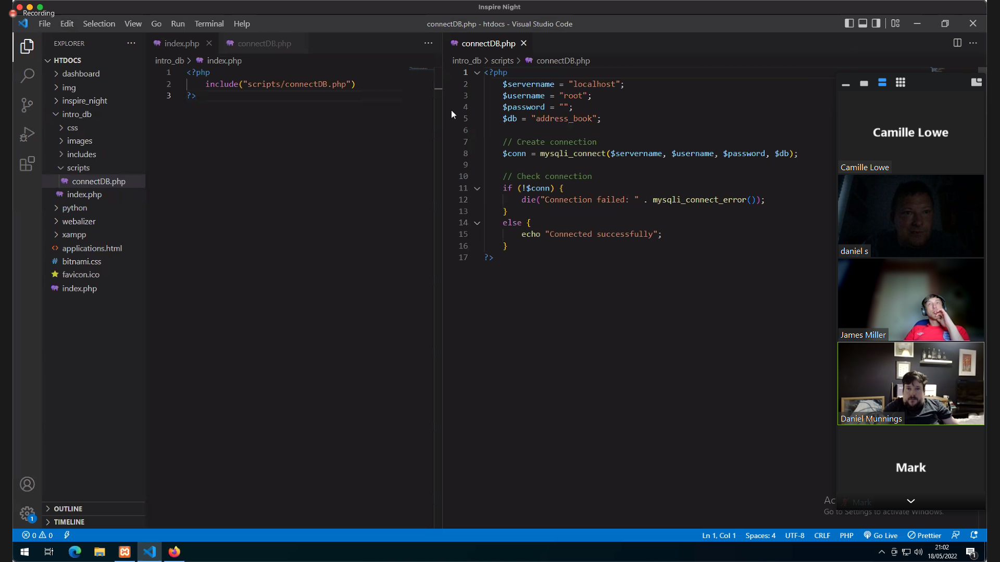 Inspire Night
Recording
File Edit Selection View Go Run Terminal Help
connectDB.php - htdocs - Visual Studio Code
EXPLORER
HTDOCS
dashboard
img
inspire_night
intro_db
css
images
includes
scripts
connectDB.php
index.php
python
webalizer
xampp
applications.html
bitnami.css
favicon.ico
index.php
OUTLINE
TIMELINE
index.php
connectDB.php
intro_db > index.php
1 <?php
2 include("scripts/connectDB.php")
3 ?>
connectDB.php
intro_db > scripts > connectDB.php
1 <?php
2 $servername = "localhost";
3 $username = "root";
4 $password = "";
5 $db = "address_book";
6
7 // Create connection
8 $conn = mysqli_connect($servername, $username, $password, $db);
9
10 // Check connection
11 if (!$conn) {
12 die("Connection failed: " . mysqli_connect_error());
13 }
14 else {
15 echo "Connected successfully";
16 }
17 ?>
Camille Lowe
Camille Lowe
daniel s
James Miller
Daniel Munnings
Mark
Mark
Go to Settings to activate Windows.
1
0 0
Ln 1, Col 1 Spaces: 4 UTF-8 CRLF PHP Go Live Prettier
21:02
18/05/2022
1